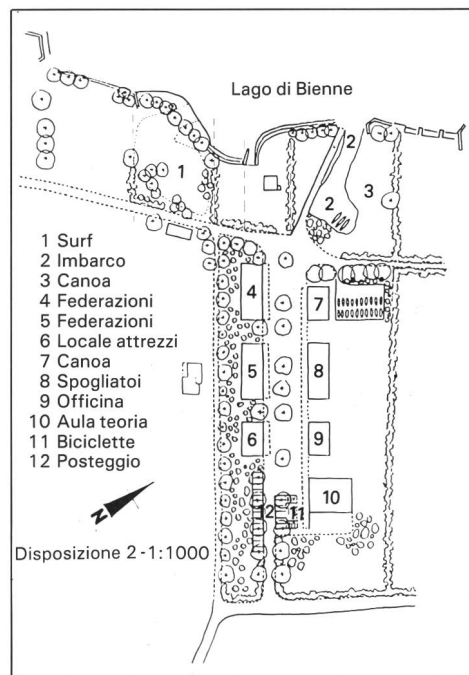 Lago di Bienne
2
1
2
3
1 Surf
2 Imbarco
3 Canoa
4 Federazioni
5 Federazioni
6 Locale attrezzi
7 Canoa
8 Spogliatoi
9 Officina
10 Aula teoria
11 Biciclette
12 Posteggio
4
7
5
8
6
9
10
12
11
N
Disposizione 2-1:1000